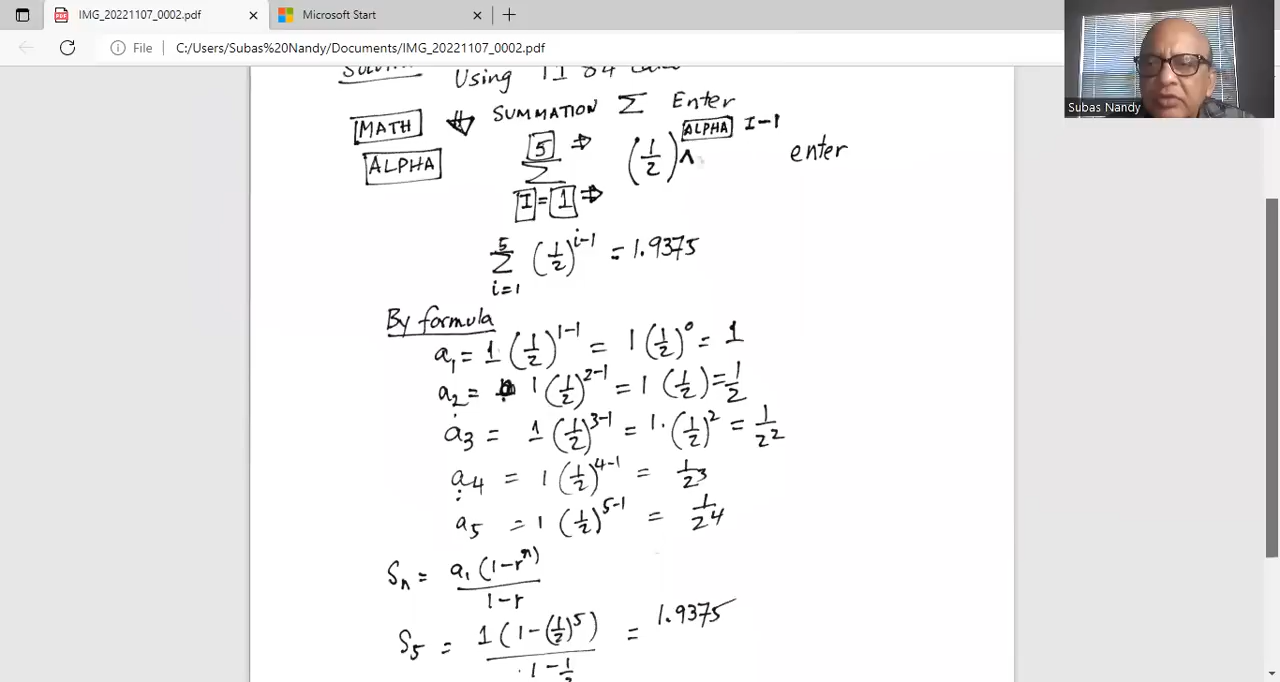 IMG_20221107_0002.pdf
Microsoft Start
File
C:/Users/Subas%20Nandy/Documents/IMG_20221107_0002.pdf
Subas Nandy
Using TI 84
MATH ⇓ SUMMATION Σ Enter
ALPHA 5 ⇒ (1/2)^ ALPHA I-1 enter
Σ
I = 1 ⇒
5
Σ (1/2)^(i-1) = 1.9375
i=1
By formula
a₁ = 1 (1/2)^(1-1) = 1 (1/2)^0 = 1
a₂ = 1 (1/2)^(2-1) = 1 (1/2) = 1/2
a₃ = 1 (1/2)^(3-1) = 1. (1/2)^2 = 1/2^2
a₄ = 1 (1/2)^(4-1) = 1/2^3
a₅ = 1 (1/2)^(5-1) = 1/2^4
Sₙ = a₁ (1-r^n) / 1-r
S₅ = 1 (1-(1/2)^5) / 1-1/2 = 1.9375